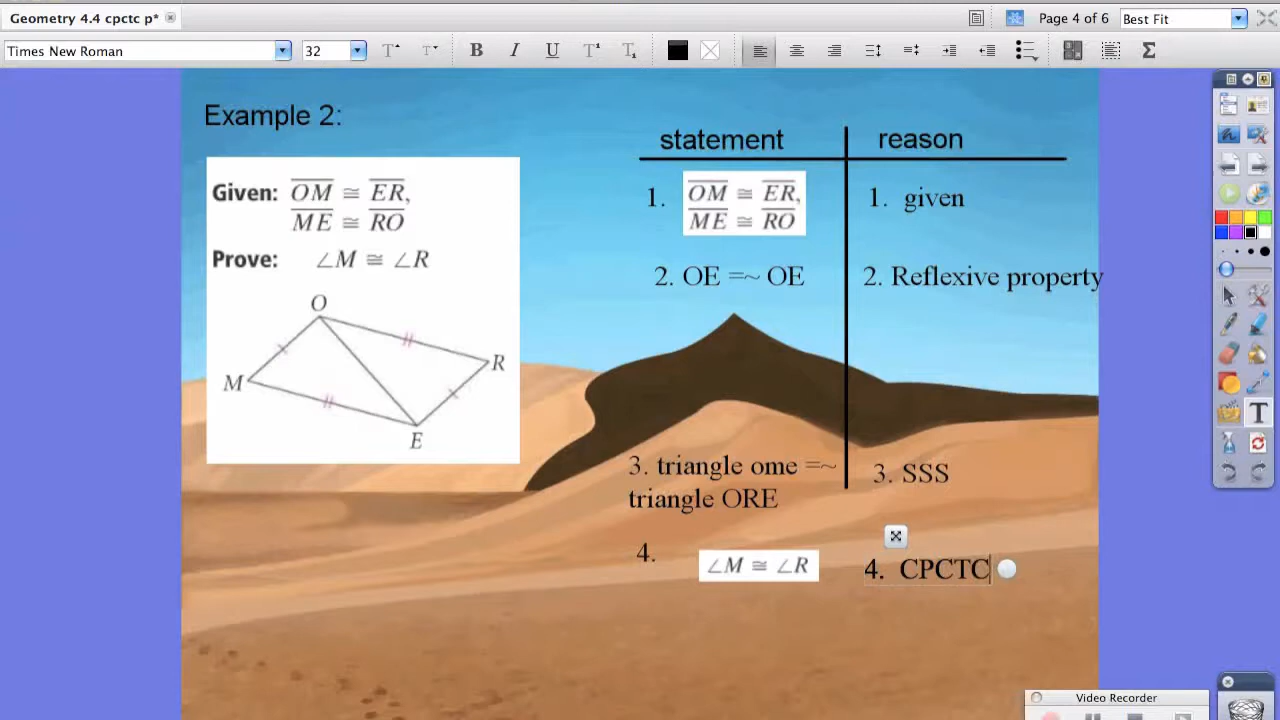 Geometry 4.4 cpctc p*
Page 4 of 6
Best Fit
Times New Roman
32
B I U T¹ T₁ Σ
Example 2:
Given: OM ≅ ER,
ME ≅ RO
Prove: ∠M ≅ ∠R
O
M
R
E
statement reason
1. OM ≅ ER,
ME ≅ RO
1. given
2. OE =~ OE
2. Reflexive property
3. triangle ome =~
triangle ORE
3. SSS
4. ∠M ≅ ∠R
4. CPCTC
T
Video Recorder